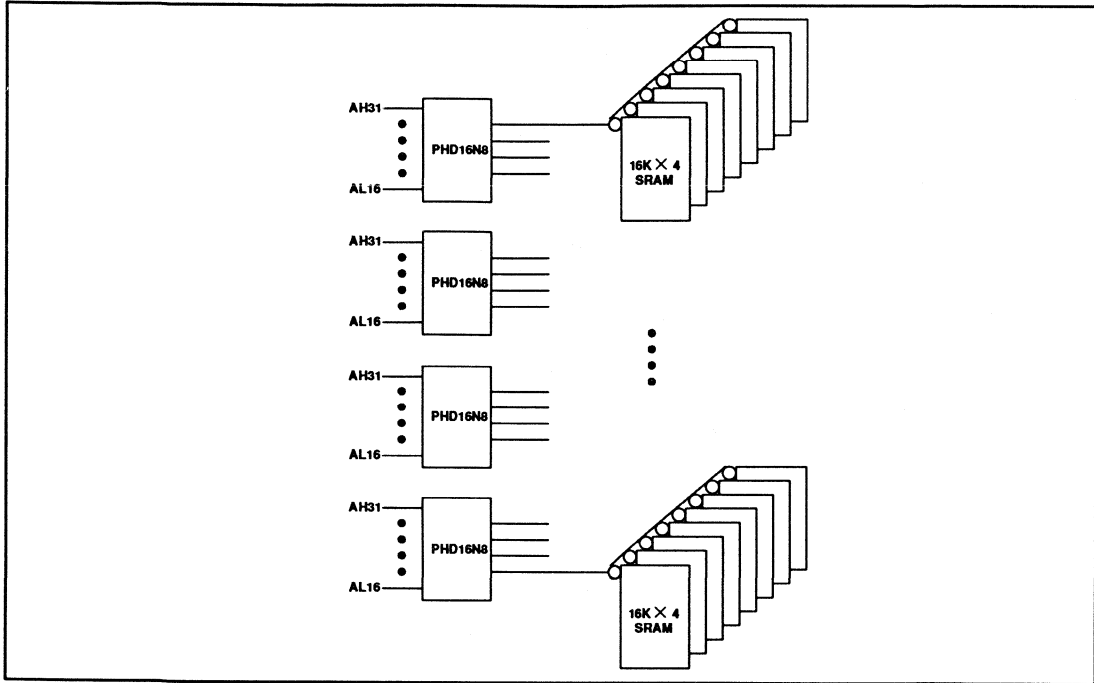 AH31
PHD16N8
AL16
16K × 4
SRAM
AH31
PHD16N8
AL16
AH31
PHD16N8
AL16
AH31
PHD16N8
AL16
16K × 4
SRAM